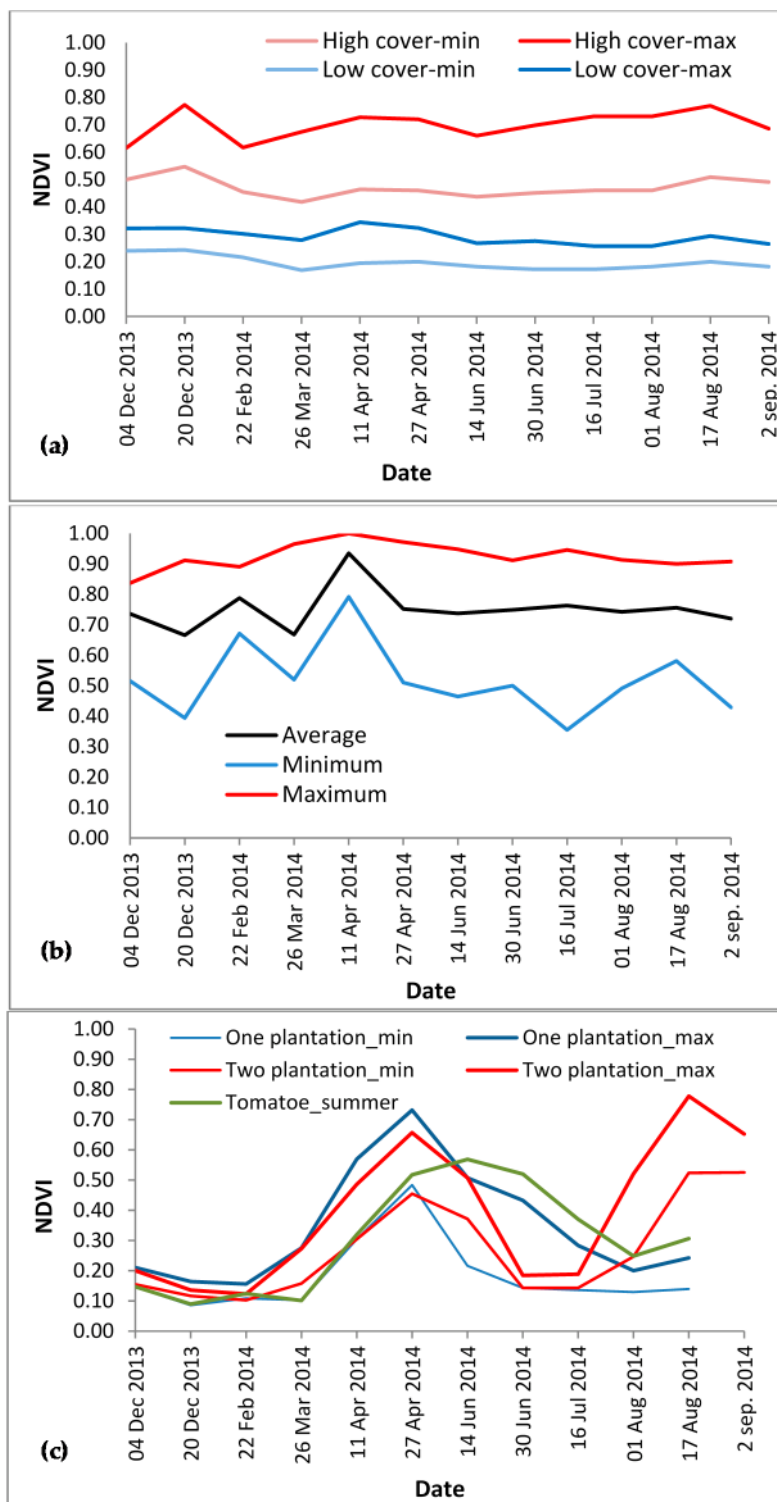 1.00
0.90
0.80
0.70
0.60
0.50
0.40
0.30
0.20
0.10
0.00
NDVI
High cover-min High cover-max
Low cover-min Low cover-max
04 Dec 2013
20 Dec 2013
22 Feb 2014
26 Mar 2014
11 Apr 2014
27 Apr 2014
14 Jun 2014
30 Jun 2014
16 Jul 2014
01 Aug 2014
17 Aug 2014
2 sep. 2014
(a)
Date
1.00
0.90
0.80
0.70
0.60
0.50
0.40
0.30
0.20
0.10
0.00
NDVI
Average
Minimum
Maximum
04 Dec 2013
20 Dec 2013
22 Feb 2014
26 Mar 2014
11 Apr 2014
27 Apr 2014
14 Jun 2014
30 Jun 2014
16 Jul 2014
01 Aug 2014
17 Aug 2014
2 sep. 2014
(b)
Date
1.00
0.90
0.80
0.70
0.60
0.50
0.40
0.30
0.20
0.10
0.00
NDVI
One plantation_min One plantation_max
Two plantation_min Two plantation_max
Tomatoe_summer
04 Dec 2013
20 Dec 2013
22 Feb 2014
26 Mar 2014
11 Apr 2014
27 Apr 2014
14 Jun 2014
30 Jun 2014
16 Jul 2014
01 Aug 2014
17 Aug 2014
2 sep. 2014
(c)
Date